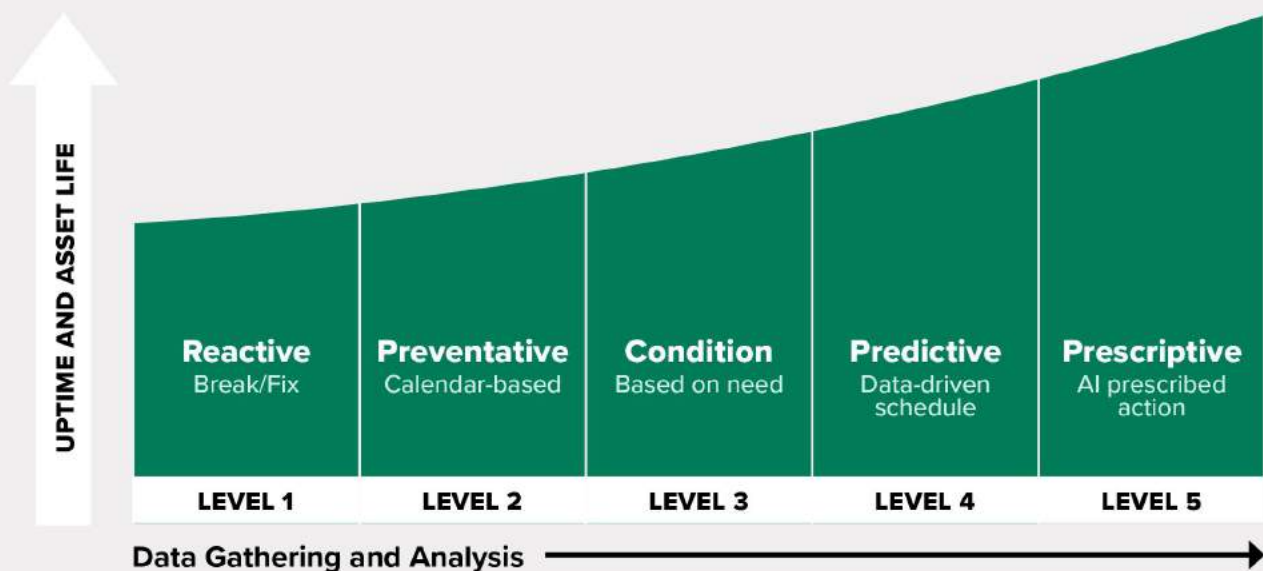 UPTIME AND ASSET LIFE
Reactive
Break/Fix
Preventative
Calendar-based
Condition
Based on need
Predictive
Data-driven
schedule
Prescriptive
AI prescribed
action
LEVEL 1
LEVEL 2
LEVEL 3
LEVEL 4
LEVEL 5
Data Gathering and Analysis